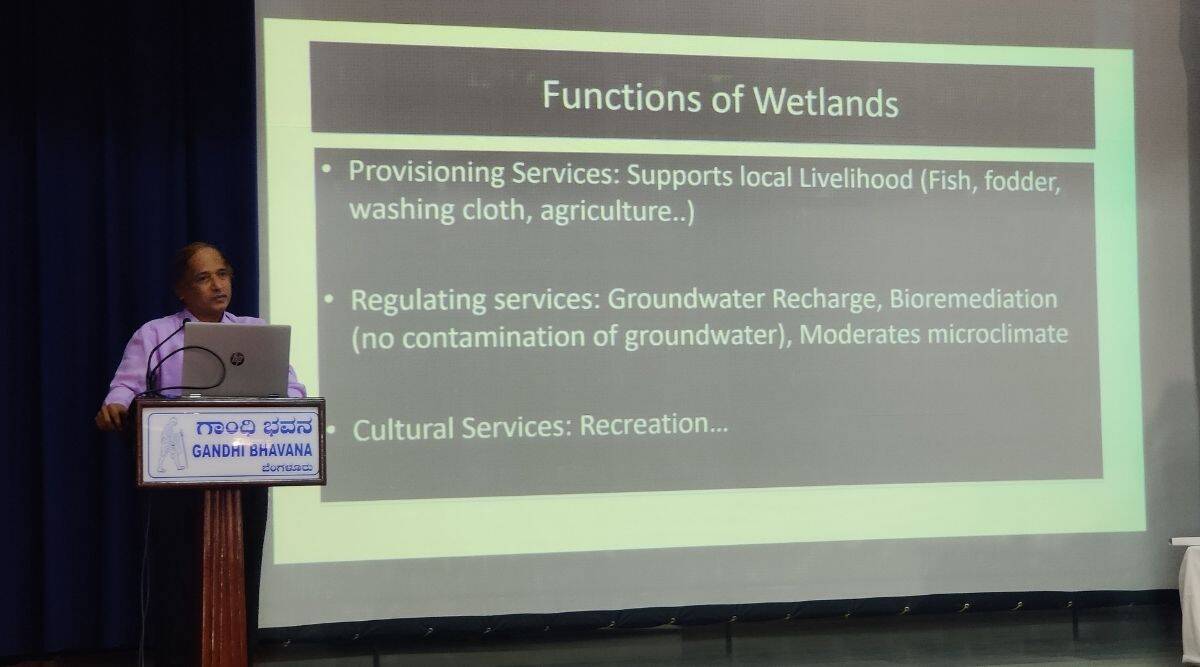 Functions of Wetlands
• Provisioning Services: Supports local Livelihood (Fish, fodder,
washing cloth, agriculture..)
• Regulating services: Groundwater Recharge, Bioremediation
(no contamination of groundwater), Moderates microclimate
• Cultural Services: Recreation...
hp
ಗಾಂಧಿ ಭವನ
GANDHI BHAVANA
ಬೆಂಗಳೂರು